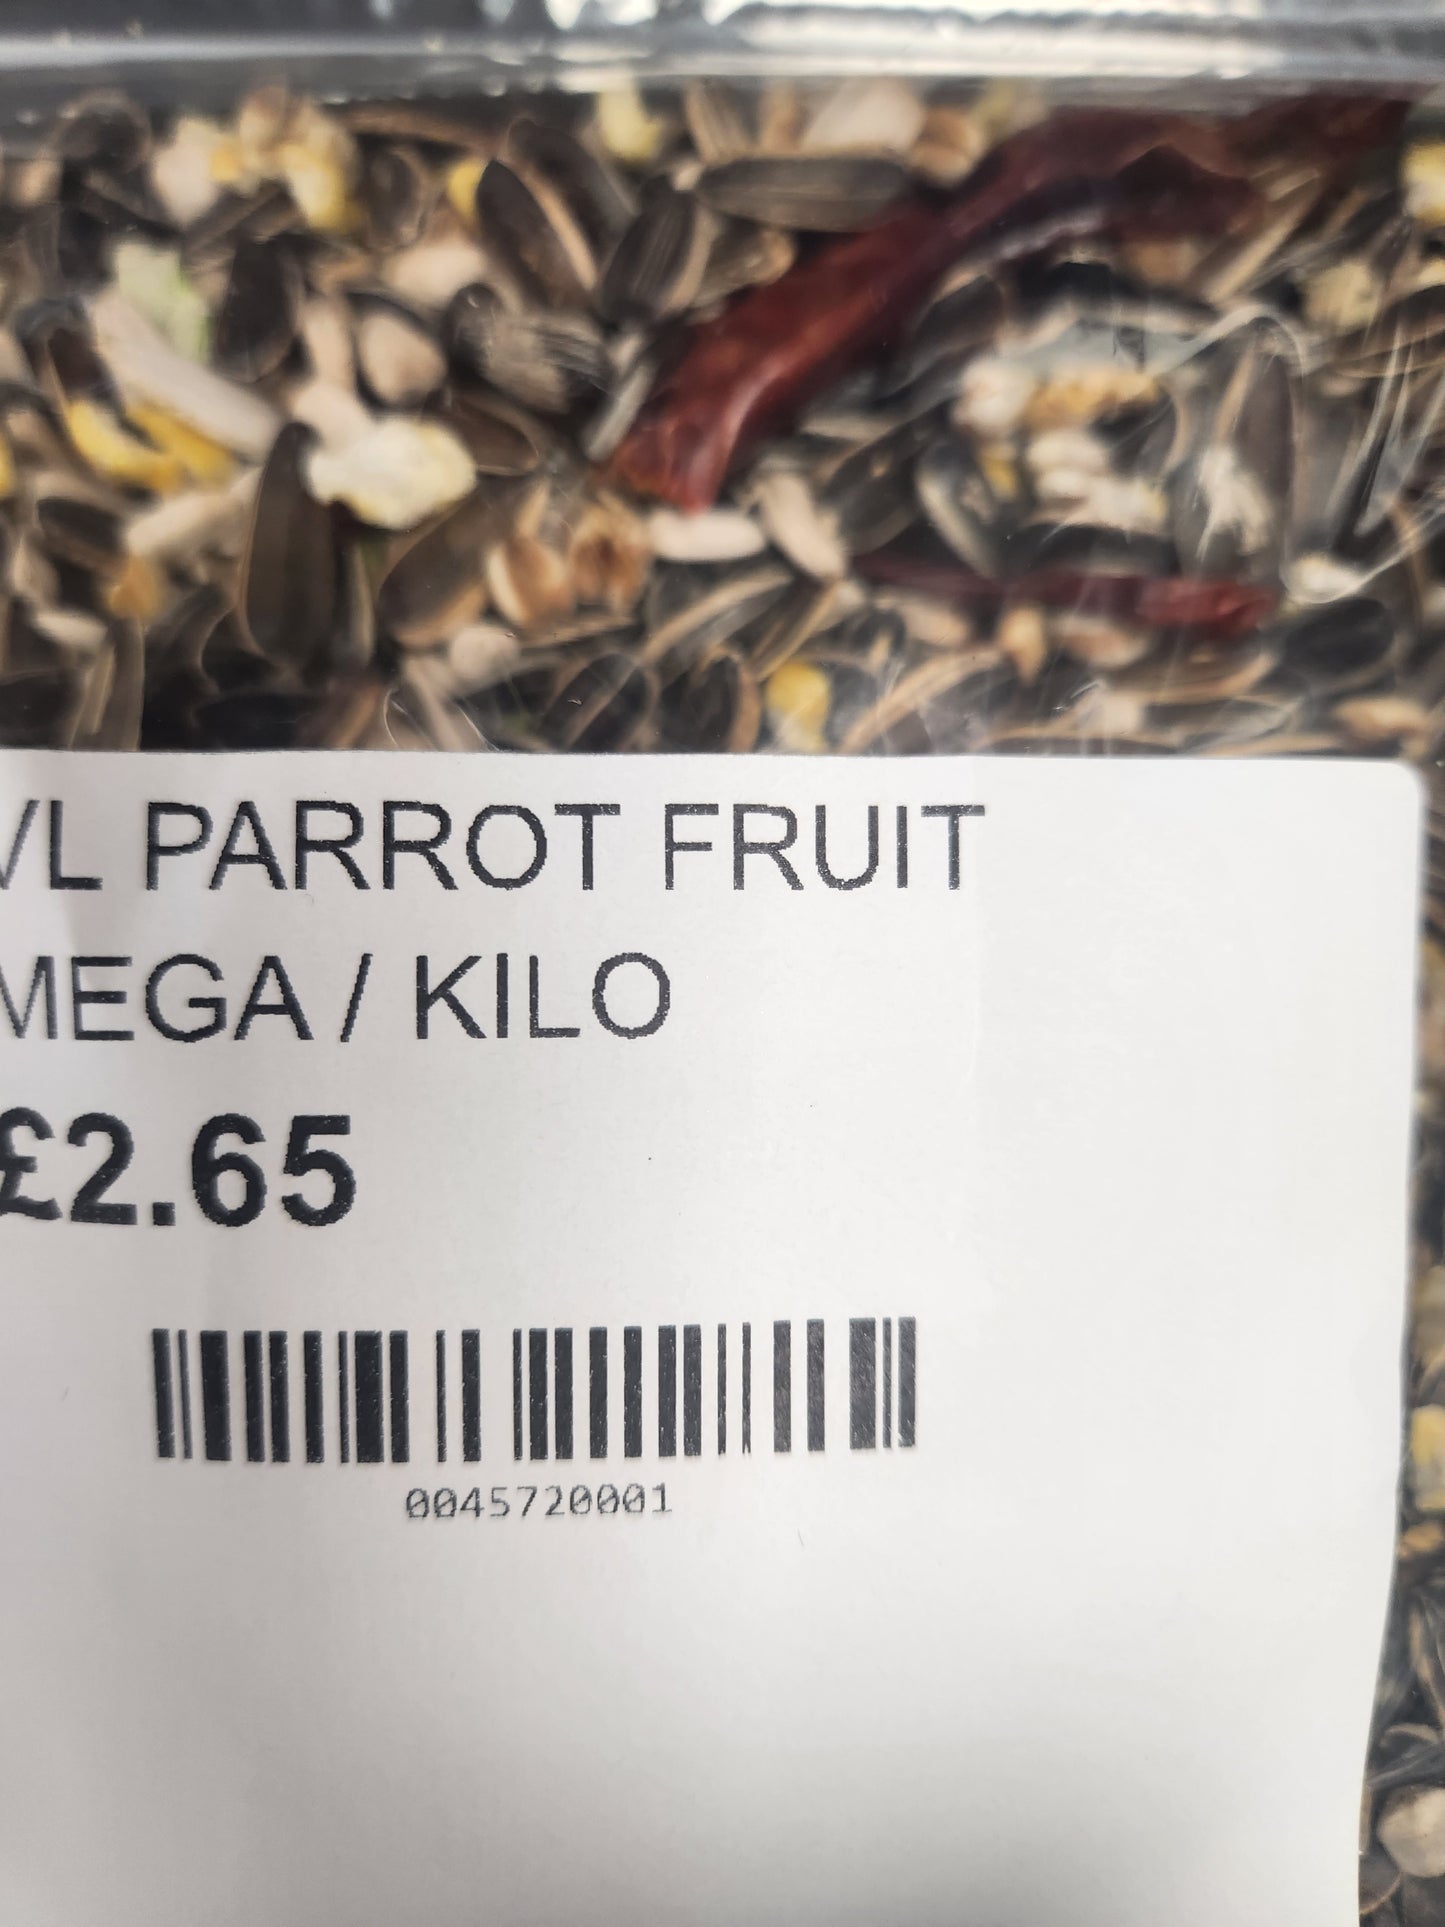 VL PARROT FRUIT
MEGA / KILO
£2.65
0045720001